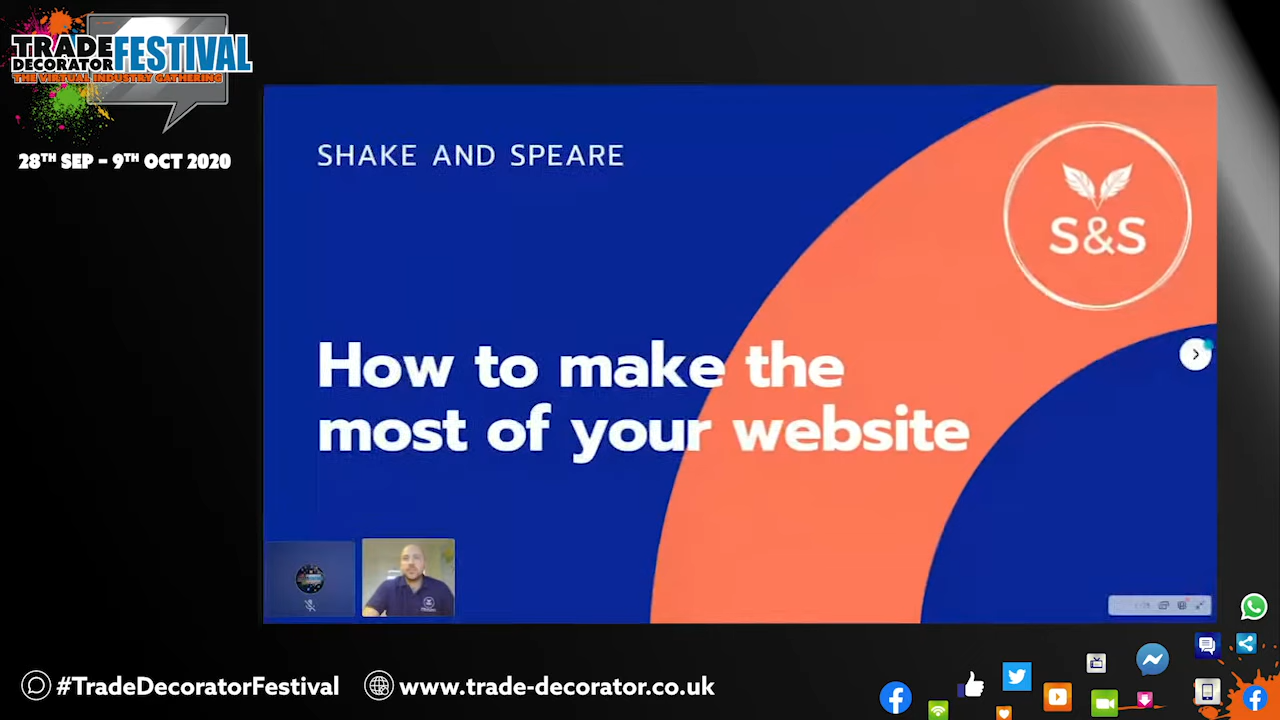 TRADE
DECORATOR
FESTIVAL
THE VIRTUAL INDUSTRY GATHERING
28TH SEP - 9TH OCT 2020
SHAKE AND SPEARE
S&S
How to make the
most of your website
#TradeDecoratorFestival
www.trade-decorator.co.uk